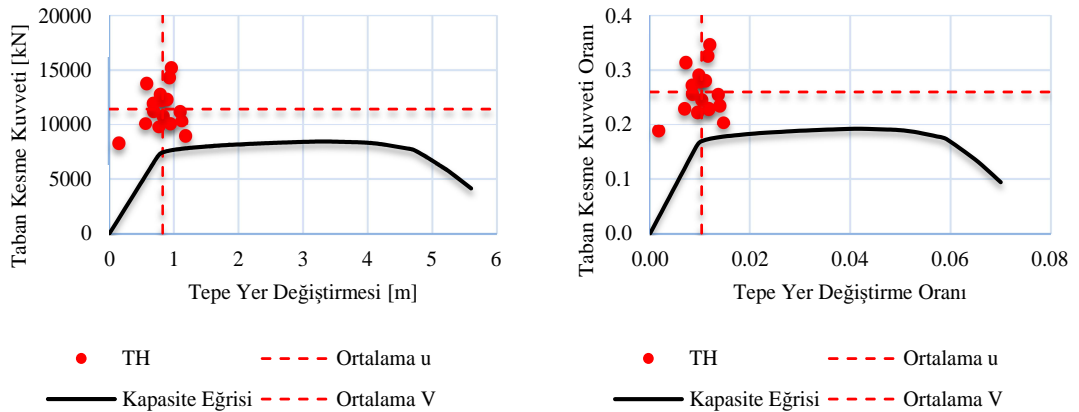 Taban Kesme Kuvveti [kN]
20000
15000
10000
5000
0
0 1 2 3 4 5 6
Tepe Yer Değiştirmesi [m]
TH
Ortalama u
Kapasite Eğrisi
Ortalama V
Taban Kesme Kuvveti Oranı
0.4
0.3
0.2
0.1
0.0
0.00 0.02 0.04 0.06 0.08
Tepe Yer Değiştirme Oranı
TH
Ortalama u
Kapasite Eğrisi
Ortalama V